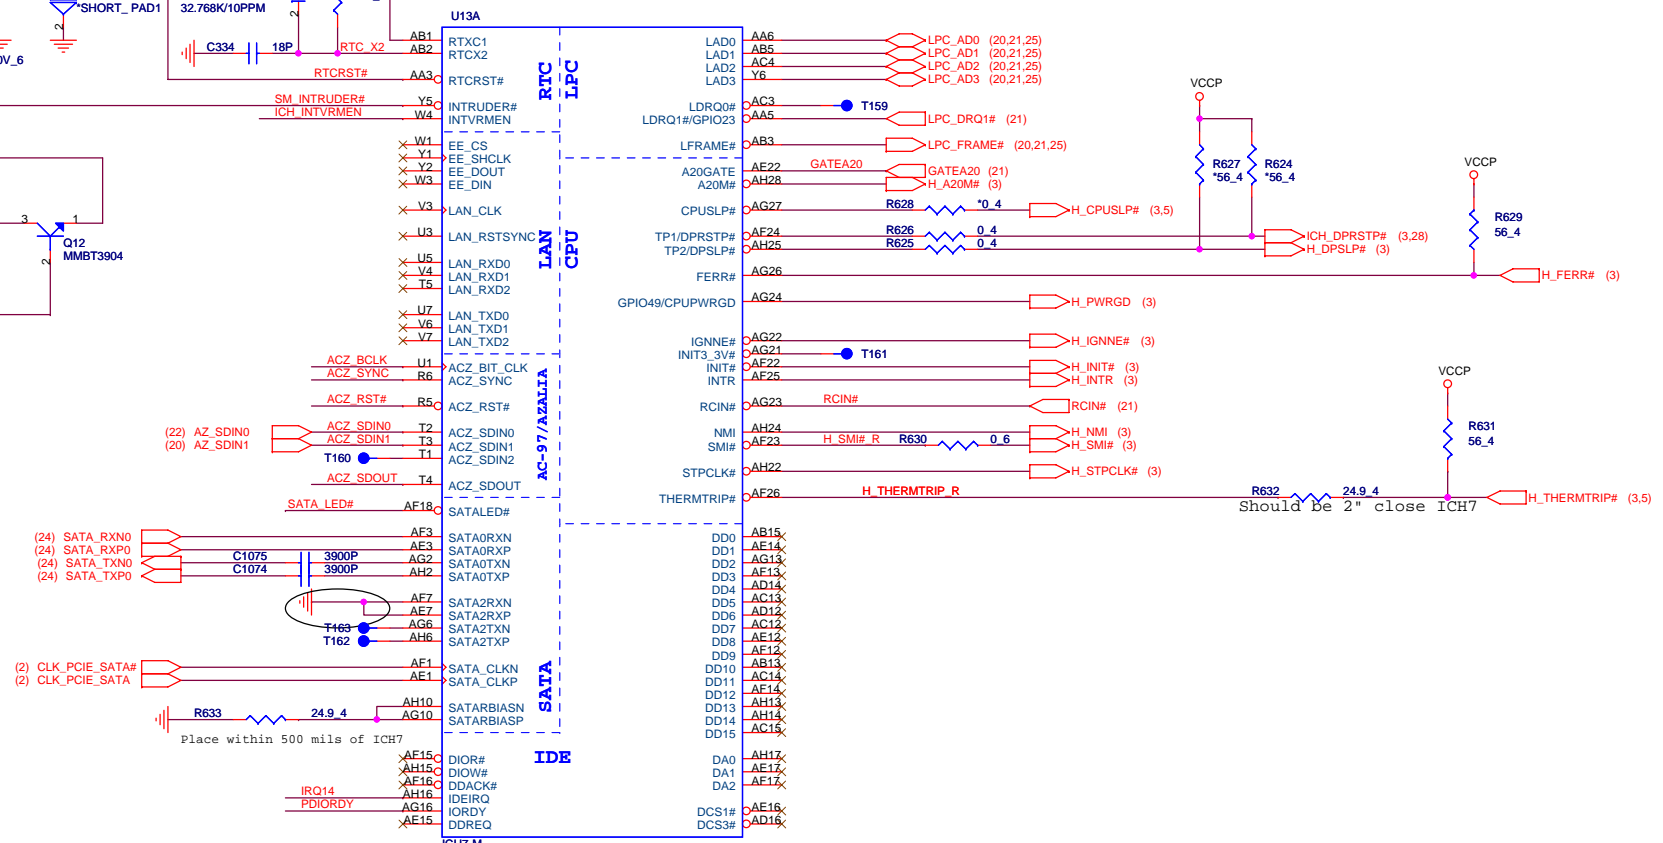 *SHORT_ PAD1
32.768K/10PPM
2
2
0V_6
C334 18P RTC_X2
RTCRST#
SM_INTRUDER#
ICH_INTVRMEN
3 1
Q12
MMBT3904
2
ACZ_BCLK
ACZ_SYNC
ACZ_RST#
(22) AZ_SDIN0 ACZ_SDIN0
(20) AZ_SDIN1 ACZ_SDIN1
T160
ACZ_SDOUT
SATA_LED#
(24) SATA_RXN0
(24) SATA_RXP0
(24) SATA_TXN0 C1075 3900P
(24) SATA_TXP0 C1074 3900P
T163
T162
(2) CLK_PCIE_SATA#
(2) CLK_PCIE_SATA
R633 24.9_4
Place within 500 mils of ICH7
IRQ14
PDIORDY
U13A
AB1 RTXC1
AB2 RTCX2
AA3 RTCRST#
Y5 INTRUDER#
W4 INTVRMEN
W1 EE_CS
Y1 EE_SHCLK
Y2 EE_DOUT
W3 EE_DIN
V3 LAN_CLK
U3 LAN_RSTSYNC
U5 LAN_RXD0
V4 LAN_RXD1
T5 LAN_RXD2
U7 LAN_TXD0
V6 LAN_TXD1
V7 LAN_TXD2
U1 ACZ_BIT_CLK
R6 ACZ_SYNC
R5 ACZ_RST#
T2 ACZ_SDIN0
T3 ACZ_SDIN1
T1 ACZ_SDIN2
T4 ACZ_SDOUT
AF18 SATALED#
AF3 SATA0RXN
AE3 SATA0RXP
AG2 SATA0TXN
AH2 SATA0TXP
AF7 SATA2RXN
AE7 SATA2RXP
AG6 SATA2TXN
AH6 SATA2TXP
AF1 SATA_CLKN
AE1 SATA_CLKP
AH10 SATARBIASN
AG10 SATARBIASP
AF15 DIOR#
AH15 DIOW#
AF16 DDACK#
AH16 IDEIRQ
AG16 IORDY
AE15 DDREQ
RTC
LPC
LAN
CPU
AC-97/AZALIA
SATA
IDE
LAD0 AA6 LPC_AD0 (20,21,25)
LAD1 AB5 LPC_AD1 (20,21,25)
LAD2 AC4 LPC_AD2 (20,21,25)
LAD3 Y6 LPC_AD3 (20,21,25)
LDRQ0# AC3 T159
LDRQ1#/GPIO23 AA5 LPC_DRQ1# (21)
LFRAME# AB3 LPC_FRAME# (20,21,25)
A20GATE AE22 GATEA20 GATEA20 (21)
A20M# AH28 H_A20M# (3)
CPUSLP# AG27 R628 *0_4 H_CPUSLP# (3,5)
TP1/DPRSTP# AF24 R626 0_4 ICH_DPRSTP# (3,28)
TP2/DPSLP# AH25 R625 0_4 H_DPSLP# (3)
FERR# AG26 H_FERR# (3)
GPIO49/CPUPWRGD AG24 H_PWRGD (3)
IGNNE# AG22 H_IGNNE# (3)
INIT3_3V# AG21 T161
INIT# AF22 H_INIT# (3)
INTR AF25 H_INTR (3)
RCIN# AG23 RCIN# RCIN# (21)
NMI AH24 H_NMI (3)
SMI# AF23 H_SMI#_R R630 0_6 H_SMI# (3)
STPCLK# AH22 H_STPCLK# (3)
THERMTRIP# AF26 H_THERMTRIP_R R632 24.9_4 H_THERMTRIP# (3,5)
Should be 2" close ICH7
VCCP
R627 R624
*56_4 *56_4
VCCP
R629
56_4
VCCP
R631
56_4
DD0 AB15
DD1 AE14
DD2 AG13
DD3 AF13
DD4 AD14
DD5 AC13
DD6 AD12
DD7 AC12
DD8 AE12
DD9 AF12
DD10 AB13
DD11 AC14
DD12 AF14
DD13 AH13
DD14 AH14
DD15 AC15
DA0 AH17
DA1 AE17
DA2 AF17
DCS1# AE16
DCS3# AD16
ICH7-M